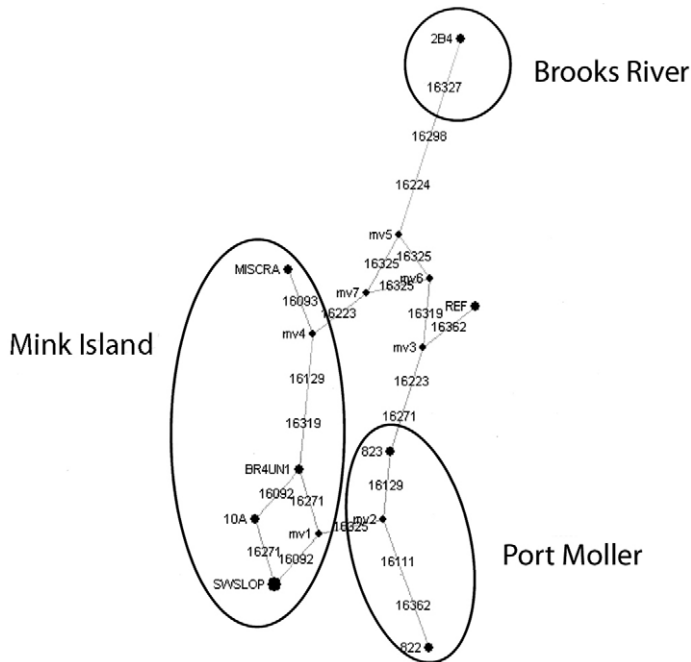 2B4
Brooks River
16327
16298
16224
mv5
16325
16325
mv6
MISCRA
mv7
16325
16093
16223
REF
16319
16362
mv4
mv3
Mink Island
16129
16223
16319
16271
823
BR4UN1
16092
16271
16129
10A
mv2
16325
mv1
16271
16092
Port Moller
16111
SWSLOP
16362
822